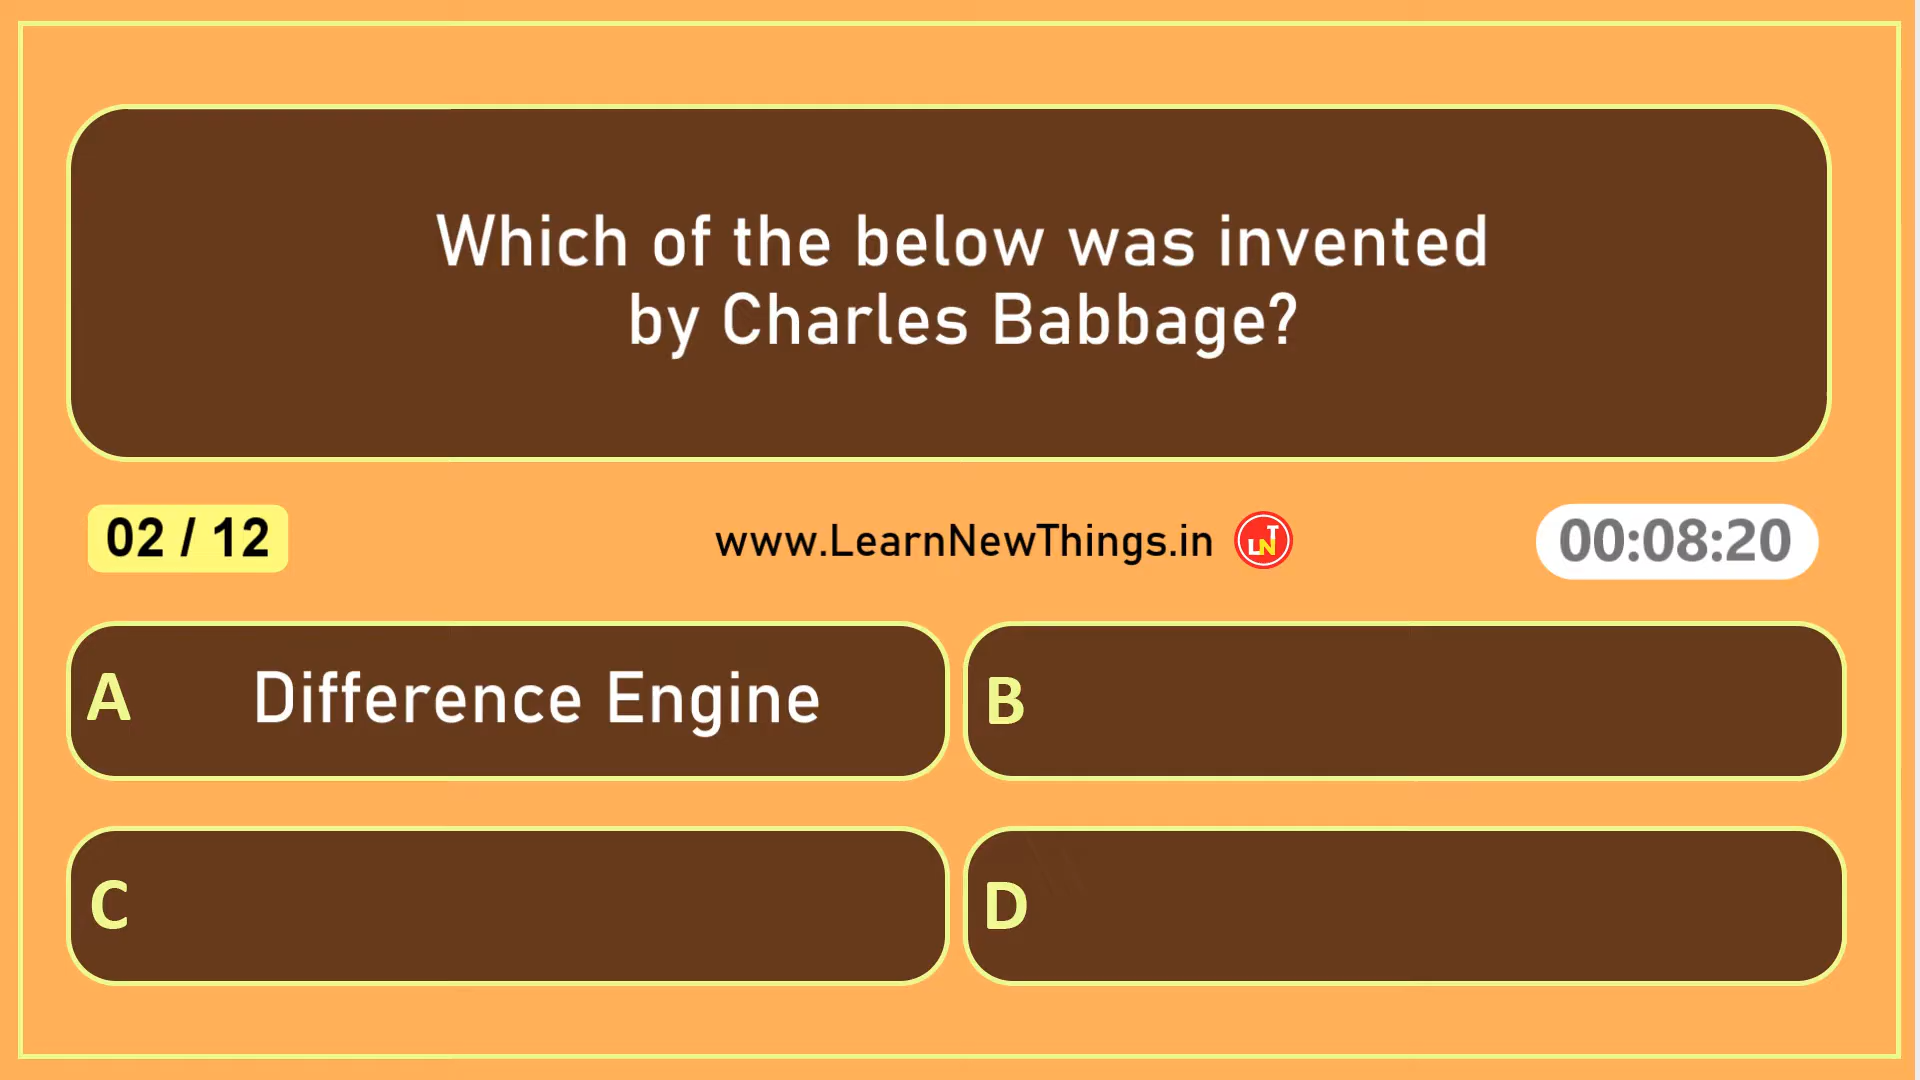 Which of the below was invented
by Charles Babbage?
02 / 12
www.LearnNewThings.in LNT
00:08:20
A Difference Engine
B
C
D